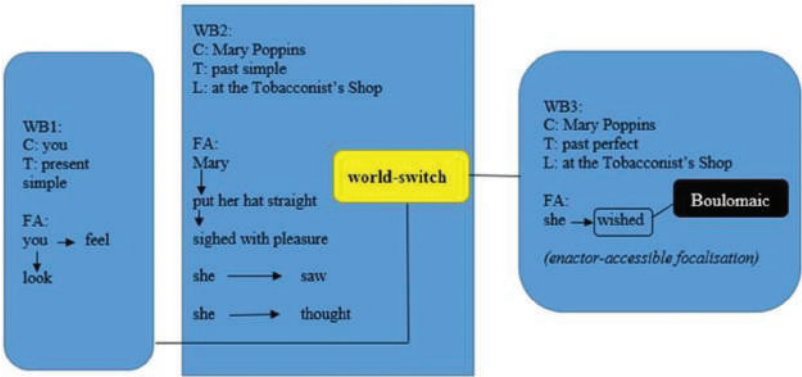 WB1:
C: you
T: present
simple
FA:
you feel
look
WB2:
C: Mary Poppins
T: past simple
L: at the Tobacconist's Shop
FA:
Mary
put her hat straight
sighed with pleasure
she saw
she thought
world-switch
WB3:
C: Mary Poppins
T: past perfect
L: at the Tobacconist's Shop
FA:
she wished
Boulomaic
(enactor-accessible focalisation)